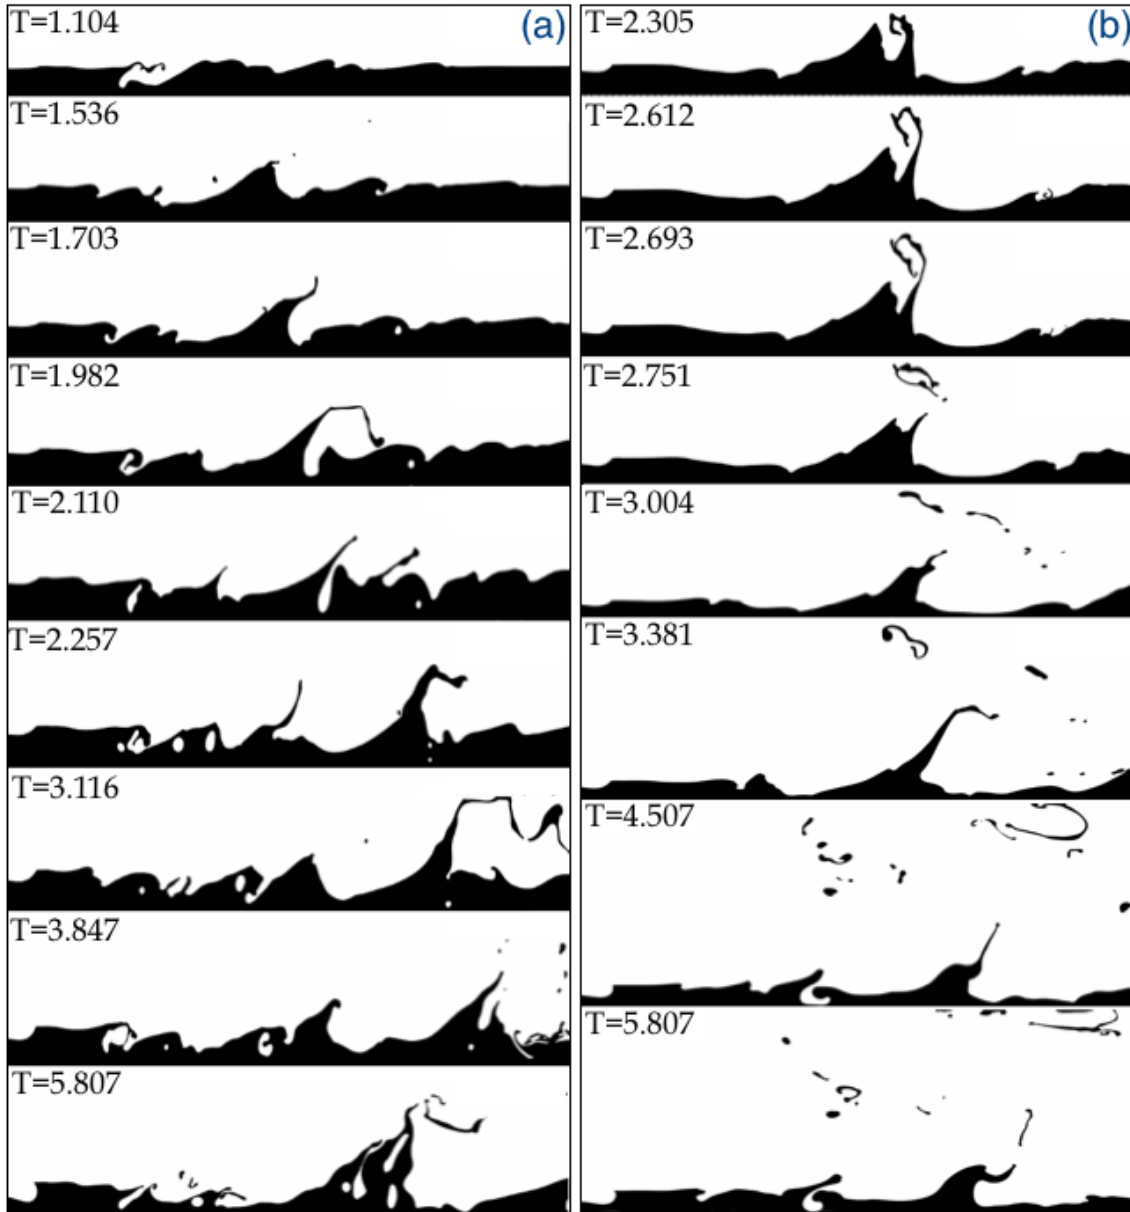 T=1.104
(a)
T=1.536
T=1.703
T=1.982
T=2.110
T=2.257
T=3.116
T=3.847
T=5.807
T=2.305
(b)
T=2.612
T=2.693
T=2.751
T=3.004
T=3.381
T=4.507
T=5.807